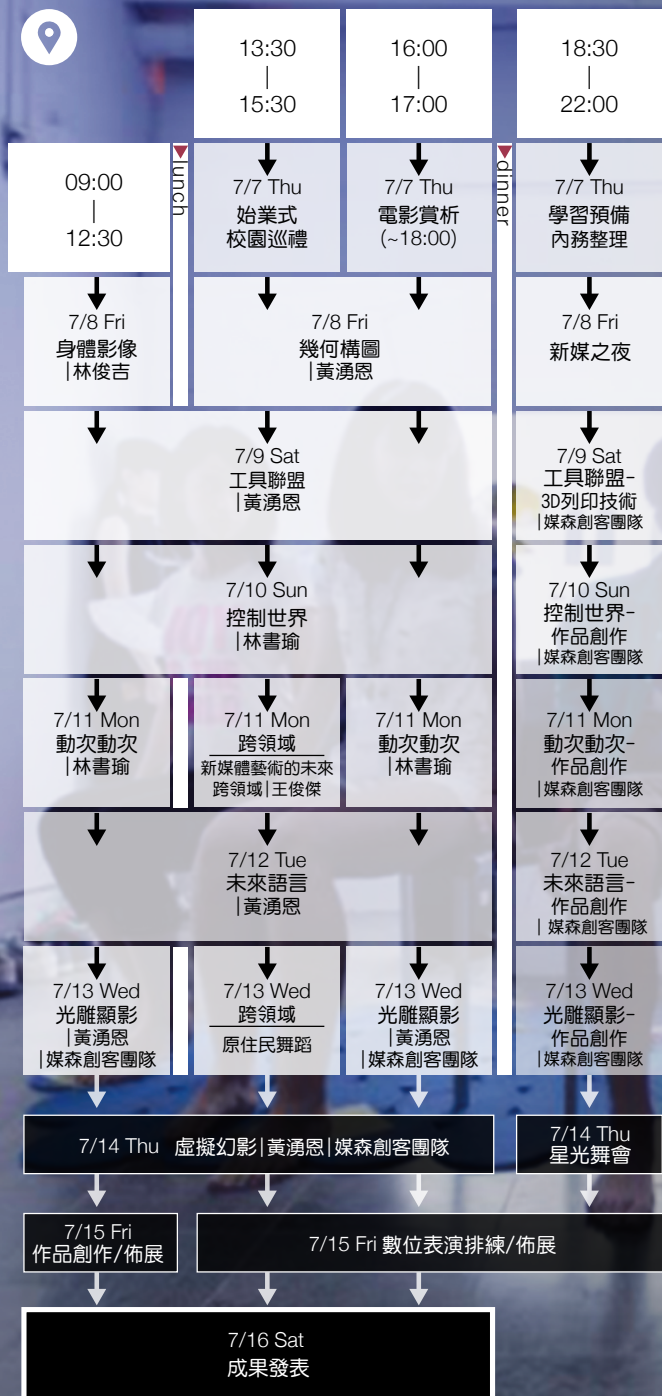 13:30
|
15:30
16:00
|
17:00
18:30
|
22:00
09:00
|
12:30
lunch
7/7 Thu
始業式
校園巡禮
7/7 Thu
電影賞析
(~18:00)
dinner
7/7 Thu
學習預備
內務整理
7/8 Fri
身體影像
|林俊吉
7/8 Fri
幾何構圖
|黃湧恩
7/8 Fri
新媒之夜
7/9 Sat
工具聯盟
|黃湧恩
7/9 Sat
工具聯盟-
3D列印技術
|媒森創客團隊
7/10 Sun
控制世界
|林書瑜
7/10 Sun
控制世界-
作品創作
|媒森創客團隊
7/11 Mon
動次動次
|林書瑜
7/11 Mon
跨領域
新媒體藝術的未來
跨領域|王俊傑
7/11 Mon
動次動次
|林書瑜
7/11 Mon
動次動次-
作品創作
|媒森創客團隊
7/12 Tue
未來語言
|黃湧恩
7/12 Tue
未來語言-
作品創作
| 媒森創客團隊
7/13 Wed
光雕顯影
|黃湧恩
|媒森創客團隊
7/13 Wed
跨領域
原住民舞蹈
7/13 Wed
光雕顯影
|黃湧恩
|媒森創客團隊
7/13 Wed
光雕顯影-
作品創作
|媒森創客團隊
7/14 Thu 虛擬幻影|黃湧恩|媒森創客團隊
7/14 Thu
星光舞會
7/15 Fri
作品創作/佈展
7/15 Fri 數位表演排練/佈展
7/16 Sat
成果發表